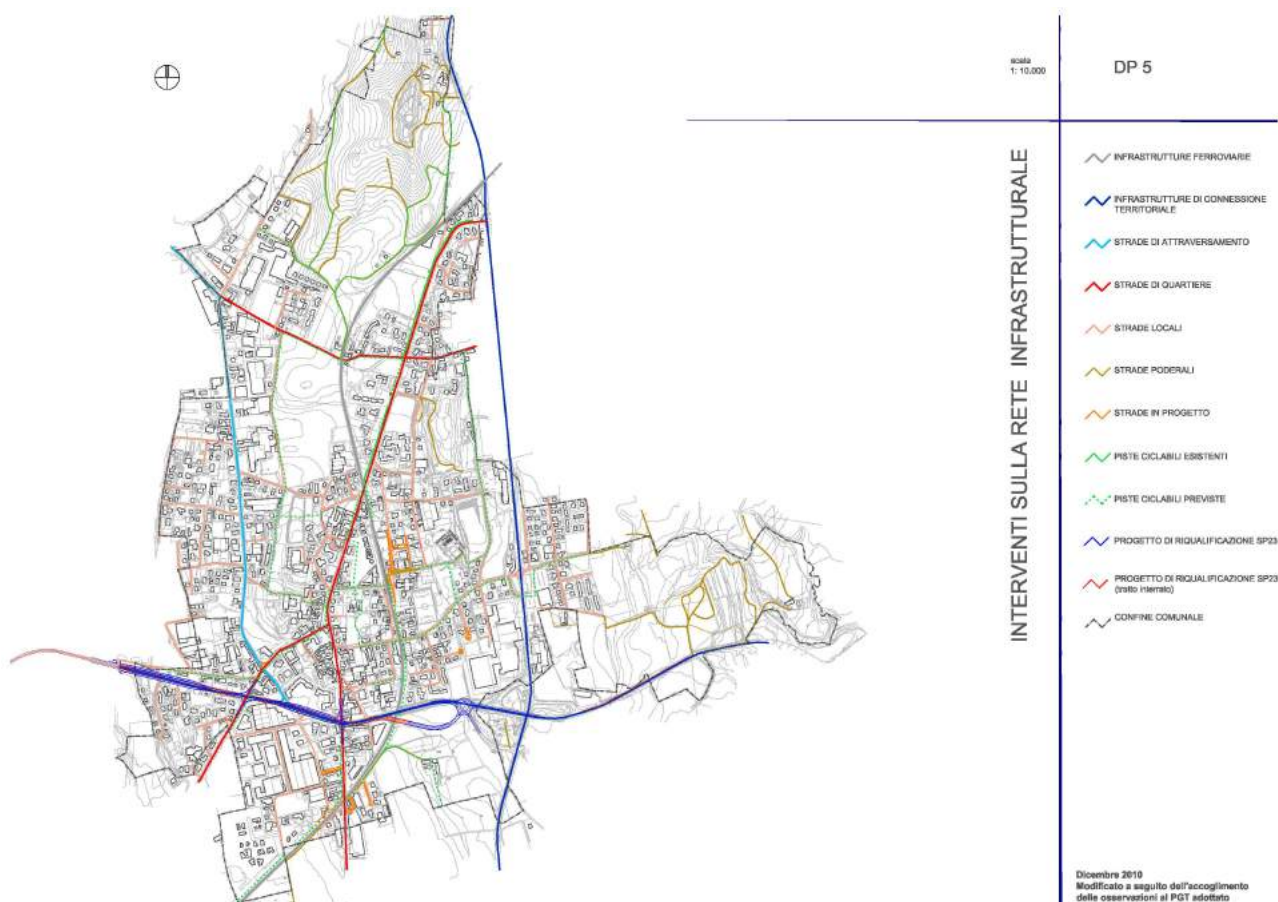 scala
1: 10.000
DP 5
INTERVENTI SULLA RETE INFRASTRUTTURALE
INFRASTRUTTURE FERROVIARIE
INFRASTRUTTURE DI CONNESSIONE
TERRITORIALE
STRADE DI ATTRAVERSAMENTO
STRADE DI QUARTIERE
STRADE LOCALI
STRADE PODERALI
STRADE IN PROGETTO
PISTE CICLABILI ESISTENTI
PISTE CICLABILI PREVISTE
PROGETTO DI RIQUALIFICAZIONE SP23
PROGETTO DI RIQUALIFICAZIONE SP23
(tratto interrato)
CONFINE COMUNALE
Dicembre 2010
Modificato a seguito dell'accoglimento
delle osservazioni al PGT adottato